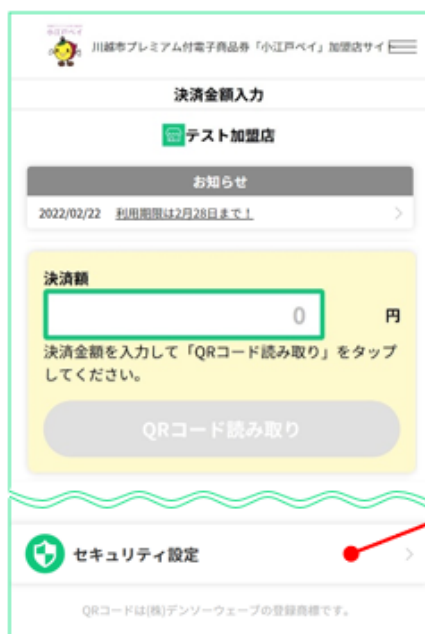 小江戸ペイ
川越市プレミアム付電子商品券「小江戸ペイ」加盟店サイ
決済金額入力
テスト加盟店
お知らせ
2022/02/22 利用期限は2月28日まで！
決済額
0 円
決済金額を入力して「QRコード読み取り」をタップ
してください。
QRコード読み取り
セキュリティ設定
QRコードは(株)デンソーウェーブの登録商標です。